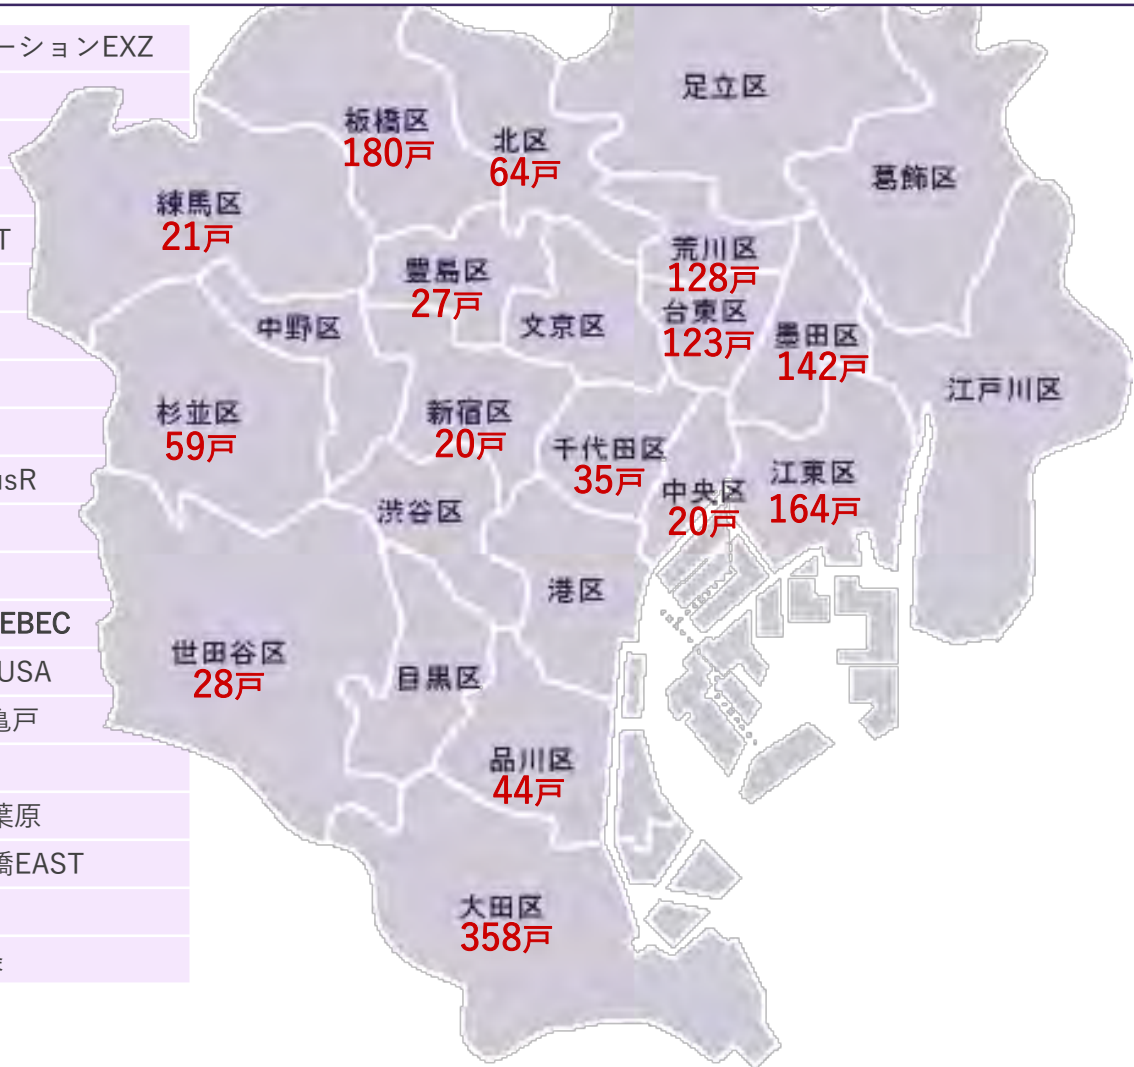 ーションEXZ
T
usR
EBEC
USA
亀戸
葉原
橋EAST
足立区
板橋区
180戸
北区
64戸
葛飾区
練馬区
21戸
荒川区
128戸
豊島区
27戸
文京区
台東区
123戸
中野区
墨田区
142戸
江戸川区
杉並区
59戸
新宿区
20戸
千代田区
35戸
中央区
20戸
江東区
164戸
渋谷区
港区
世田谷区
28戸
目黒区
品川区
44戸
大田区
358戸